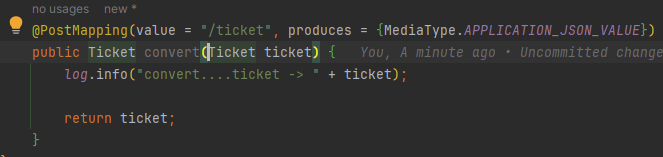 no usages   new *
@PostMapping(value = "/ticket", produces = {MediaType.APPLICATION_JSON_VALUE})
public Ticket convert(Ticket ticket) {   You, A minute ago • Uncommitted change
log.info("convert....ticket -> " + ticket);
return ticket;
}